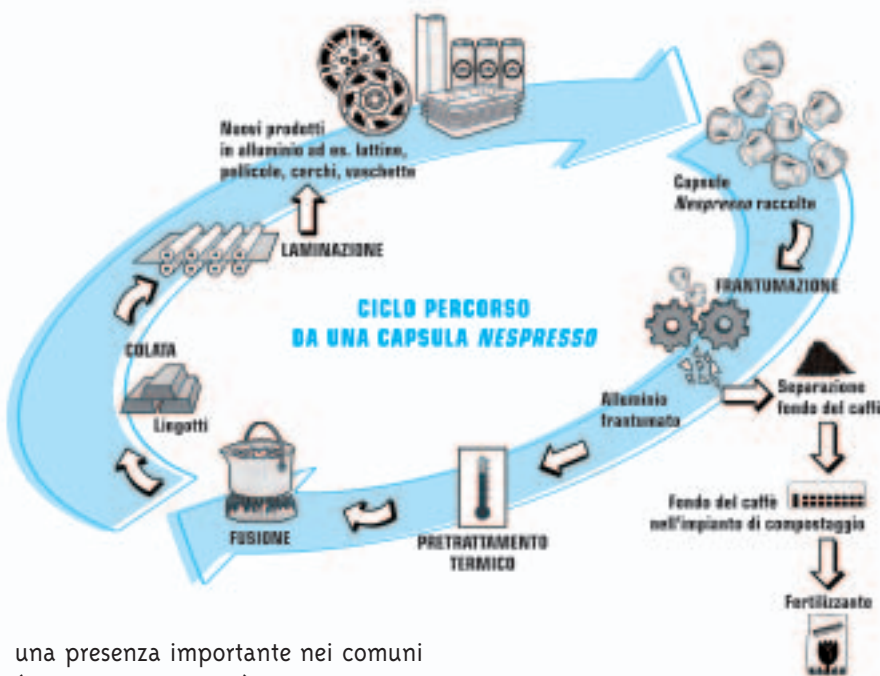 Nuovi prodotti
in alluminio ad es. lattine,
pellicole, cerchi, vaschette
Capsule
Nespresso raccolte
LAMINAZIONE
FRANTUMAZIONE
CICLO PERCORSO
DA UNA CAPSULA NESPRESSO
COLATA
Lingotti
Alluminio
frantumato
Separazione
fondo del caffè
Fondo del caffè
nell'impianto di compostaggio
FUSIONE
PRETRATTAMENTO
TERMICO
Fertilizzante
una presenza importante nei comuni